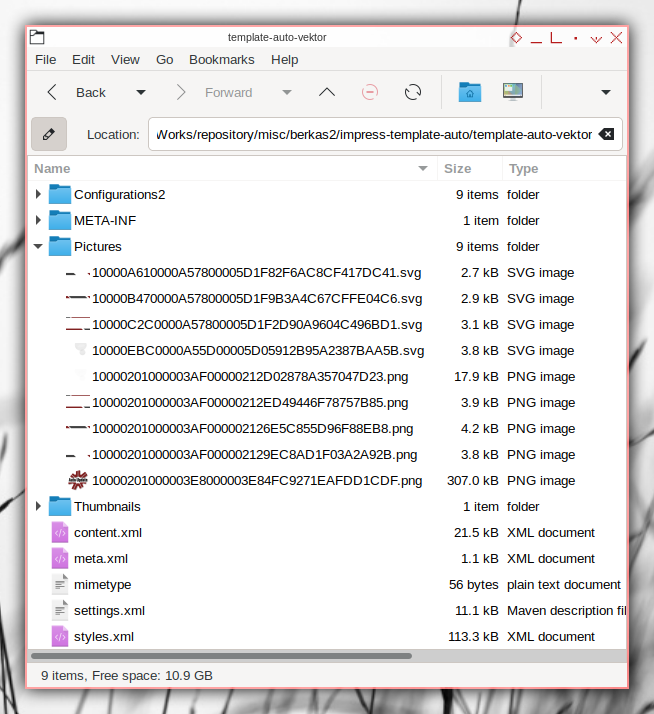 template-auto-vektor
File Edit View Go Bookmarks Help
Back Forward
Location: Works/repository/misc/berkas2/impress-template-auto/template-auto-vektor
Name Size Type
Configurations2 9 items folder
META-INF 1 item folder
Pictures 9 items folder
10000A610000A57800005D1F82F6AC8CF417DC41.svg 2.7 kB SVG image
10000B470000A57800005D1F9B3A4C67CFFE04C6.svg 2.9 kB SVG image
10000C2C0000A57800005D1F2D90A9604C496BD1.svg 3.1 kB SVG image
10000EBC0000A55D00005D05912B95A2387BAA5B.svg 3.8 kB SVG image
10000201000003AF00000212D02878A357047D23.png 17.9 kB PNG image
10000201000003AF00000212ED49446F78757B85.png 3.9 kB PNG image
10000201000003AF000002126E5C855D96F88EB8.png 4.2 kB PNG image
10000201000003AF000002129EC8AD1F03A2A92B.png 3.8 kB PNG image
10000201000003E8000003E84FC9271EAFDD1CDF.png 307.0 kB PNG image
Thumbnails 1 item folder
content.xml 21.5 kB XML document
meta.xml 1.1 kB XML document
mimetype 56 bytes plain text document
settings.xml 11.1 kB Maven description fil
styles.xml 113.3 kB XML document
9 items, Free space: 10.9 GB